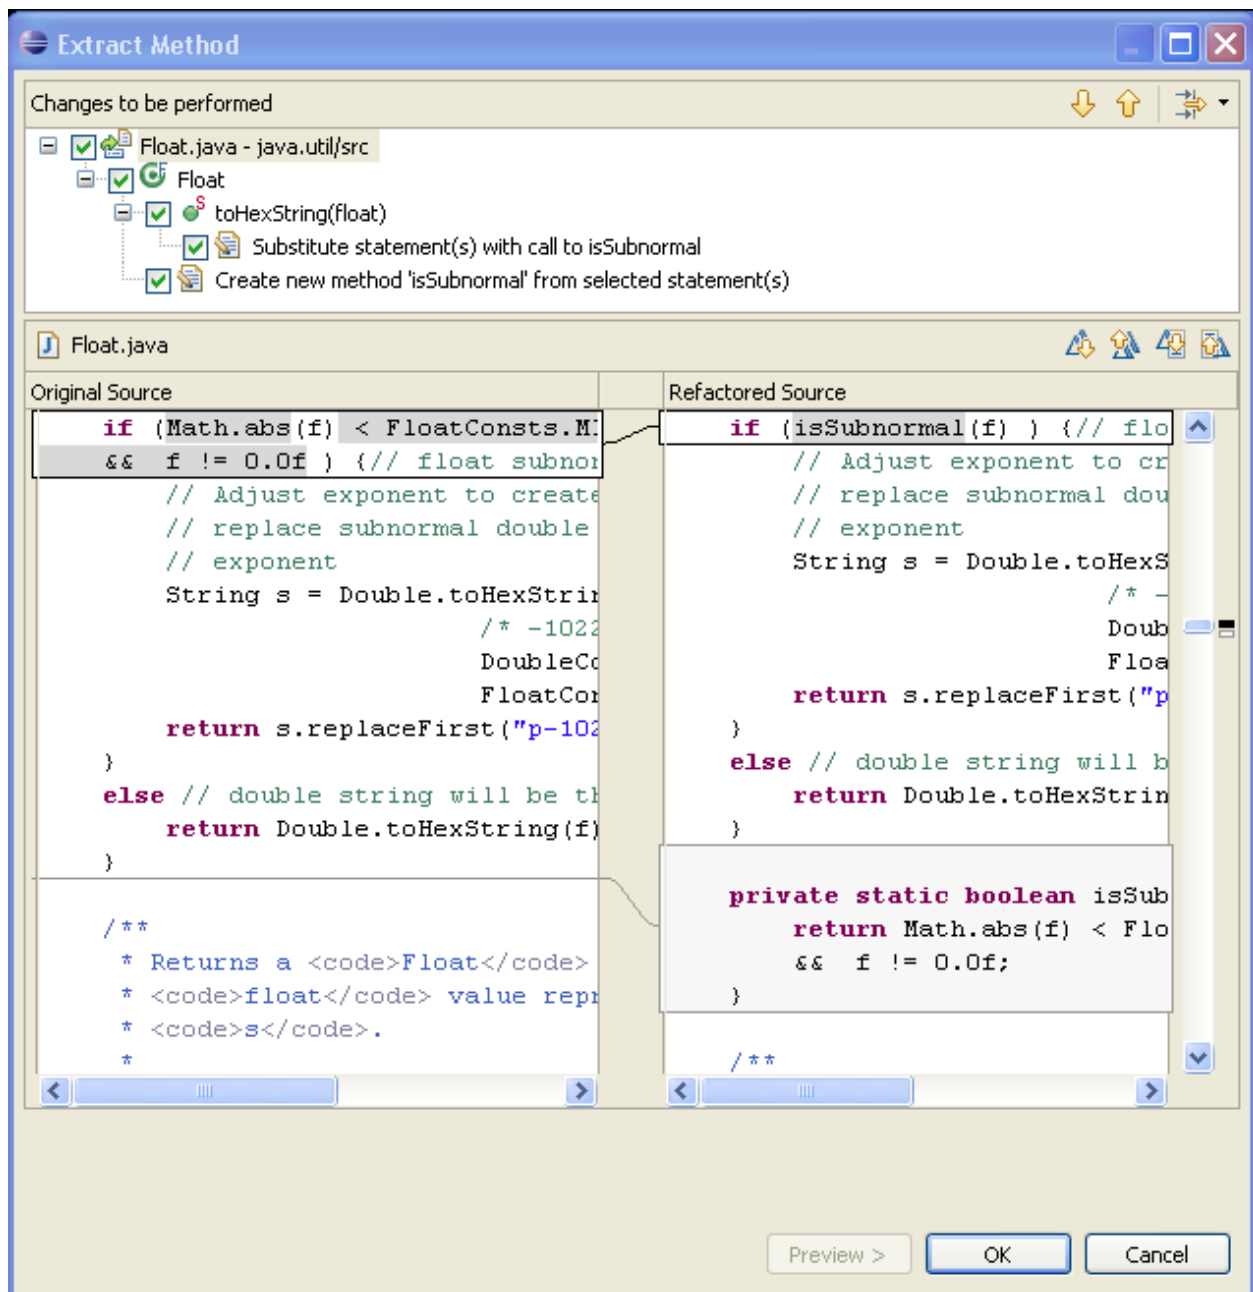 Extract Method
Changes to be performed
Float.java - java.util/src
Float
toHexString(float)
Substitute statement(s) with call to isSubnormal
Create new method 'isSubnormal' from selected statement(s)
Float.java
Original Source
if (Math.abs(f) < FloatConsts.MI
&& f != 0.0f ) {// float subnor
// Adjust exponent to create
// replace subnormal double
// exponent
String s = Double.toHexStrin
/* -1022
DoubleCo
FloatCon
return s.replaceFirst("p-102
}
else // double string will be th
return Double.toHexString(f)
}
/**
* Returns a <code>Float</code>
* <code>float</code> value repr
* <code>s</code>.
*
Refactored Source
if (isSubnormal(f) ) {// flo
// Adjust exponent to cr
// replace subnormal dou
// exponent
String s = Double.toHexS
/* -
Doub
Floa
return s.replaceFirst("p
}
else // double string will b
return Double.toHexStrin
}
private static boolean isSub
return Math.abs(f) < Flo
&& f != 0.0f;
}
/**
Preview >
OK
Cancel